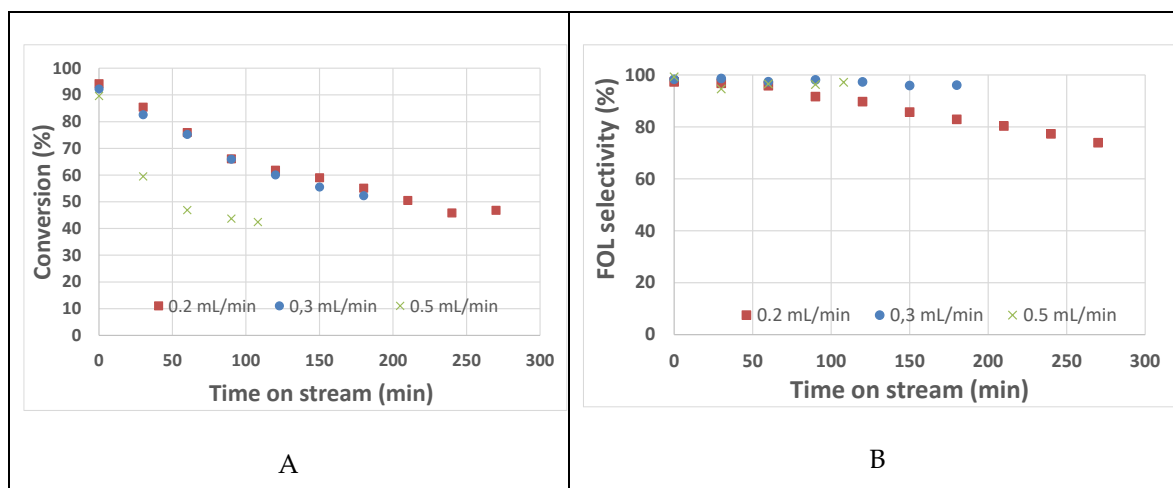 100
90
80
70
60
50
40
30
20
10
0
Conversion (%)
0.2 mL/min 0,3 mL/min 0.5 mL/min
0 50 100 150 200 250 300
Time on stream (min)
A
100
80
60
40
20
0
FOL selectivity (%)
0.2 mL/min 0,3 mL/min 0.5 mL/min
0 50 100 150 200 250 300
Time on stream (min)
B